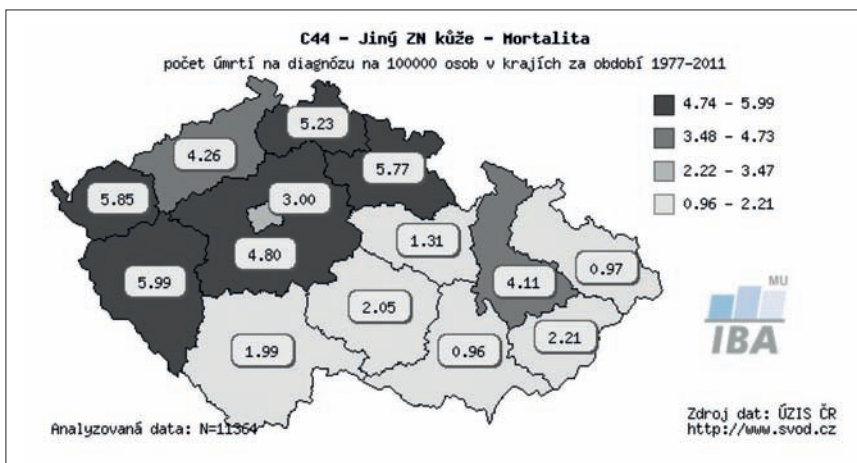 C44 - Jiný ZN kůže - Mortalita
počet úmrtí na diagnózu na 100000 osob v krajích za období 1977-2011
4.74 - 5.99
3.48 - 4.73
2.22 - 3.47
0.96 - 2.21
5.23
4.26
5.77
5.85
3.00
1.31
4.80
0.97
5.99
4.11
2.05
2.21
1.99
0.96
MU
IBA
Analyzovaná data: N=11364
Zdroj dat: ÚZIS ČR
http://www.svod.cz